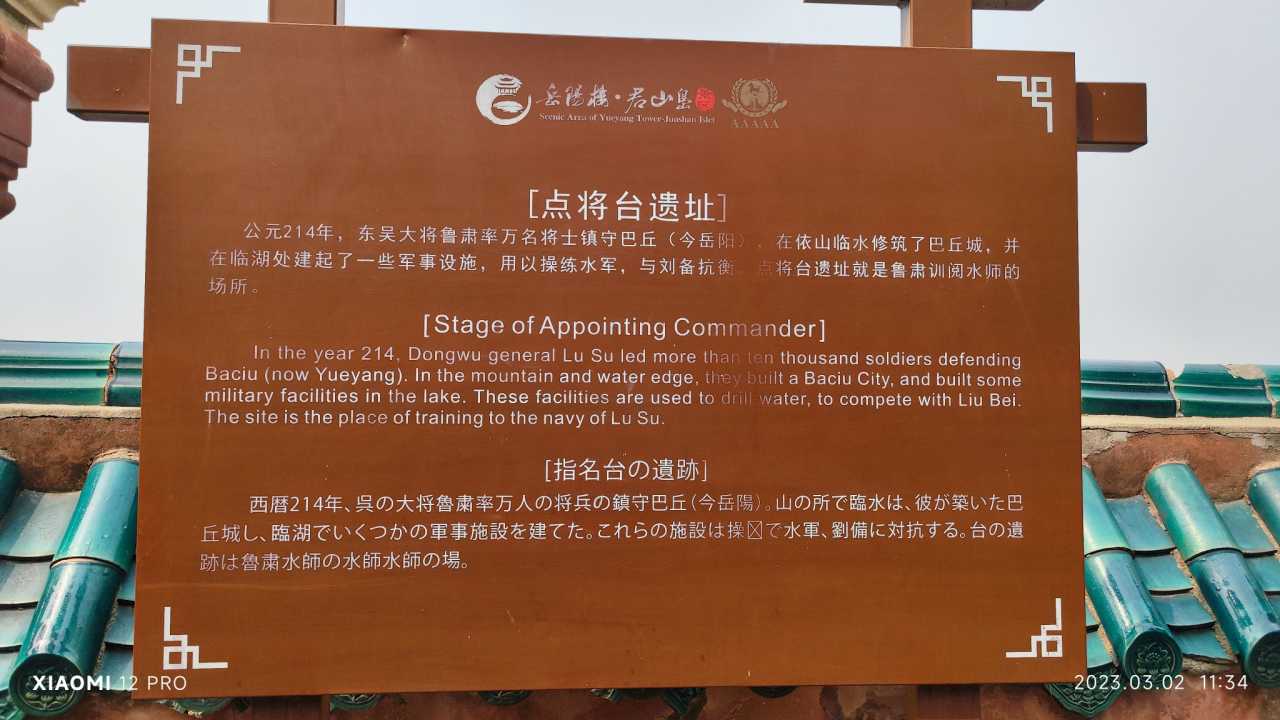 岳陽樓·君山島
Scenic Area of Yueyang Tower-Junshan Islet
AAAAA
[点将台遗址]
公元214年，东吴大将鲁肃率万名将士镇守巴丘（今岳阳），在依山临水修筑了巴丘城，并
在临湖处建起了一些军事设施，用以操练水军，与刘备抗衡。点将台遗址就是鲁肃训阅水师的
场所。
[Stage of Appointing Commander]
In the year 214, Dongwu general Lu Su led more than ten thousand soldiers defending
Baciu (now Yueyang). In the mountain and water edge, they built a Baciu City, and built some
military facilities in the lake. These facilities are used to drill water, to compete with Liu Bei.
The site is the place of training to the navy of Lu Su.
[指名台の遺跡]
西暦214年、呉の大将魯粛率万人の将兵の鎮守巴丘(今岳陽)。山の所で臨水は、彼が築いた巴
丘城し、臨湖でいくつかの軍事施設を建てた。これらの施設は操☒で水軍、劉備に対抗する。台の遺
跡は魯粛水師の水師水師の場。
XIAOMI 12 PRO
2023.03.02 11:34